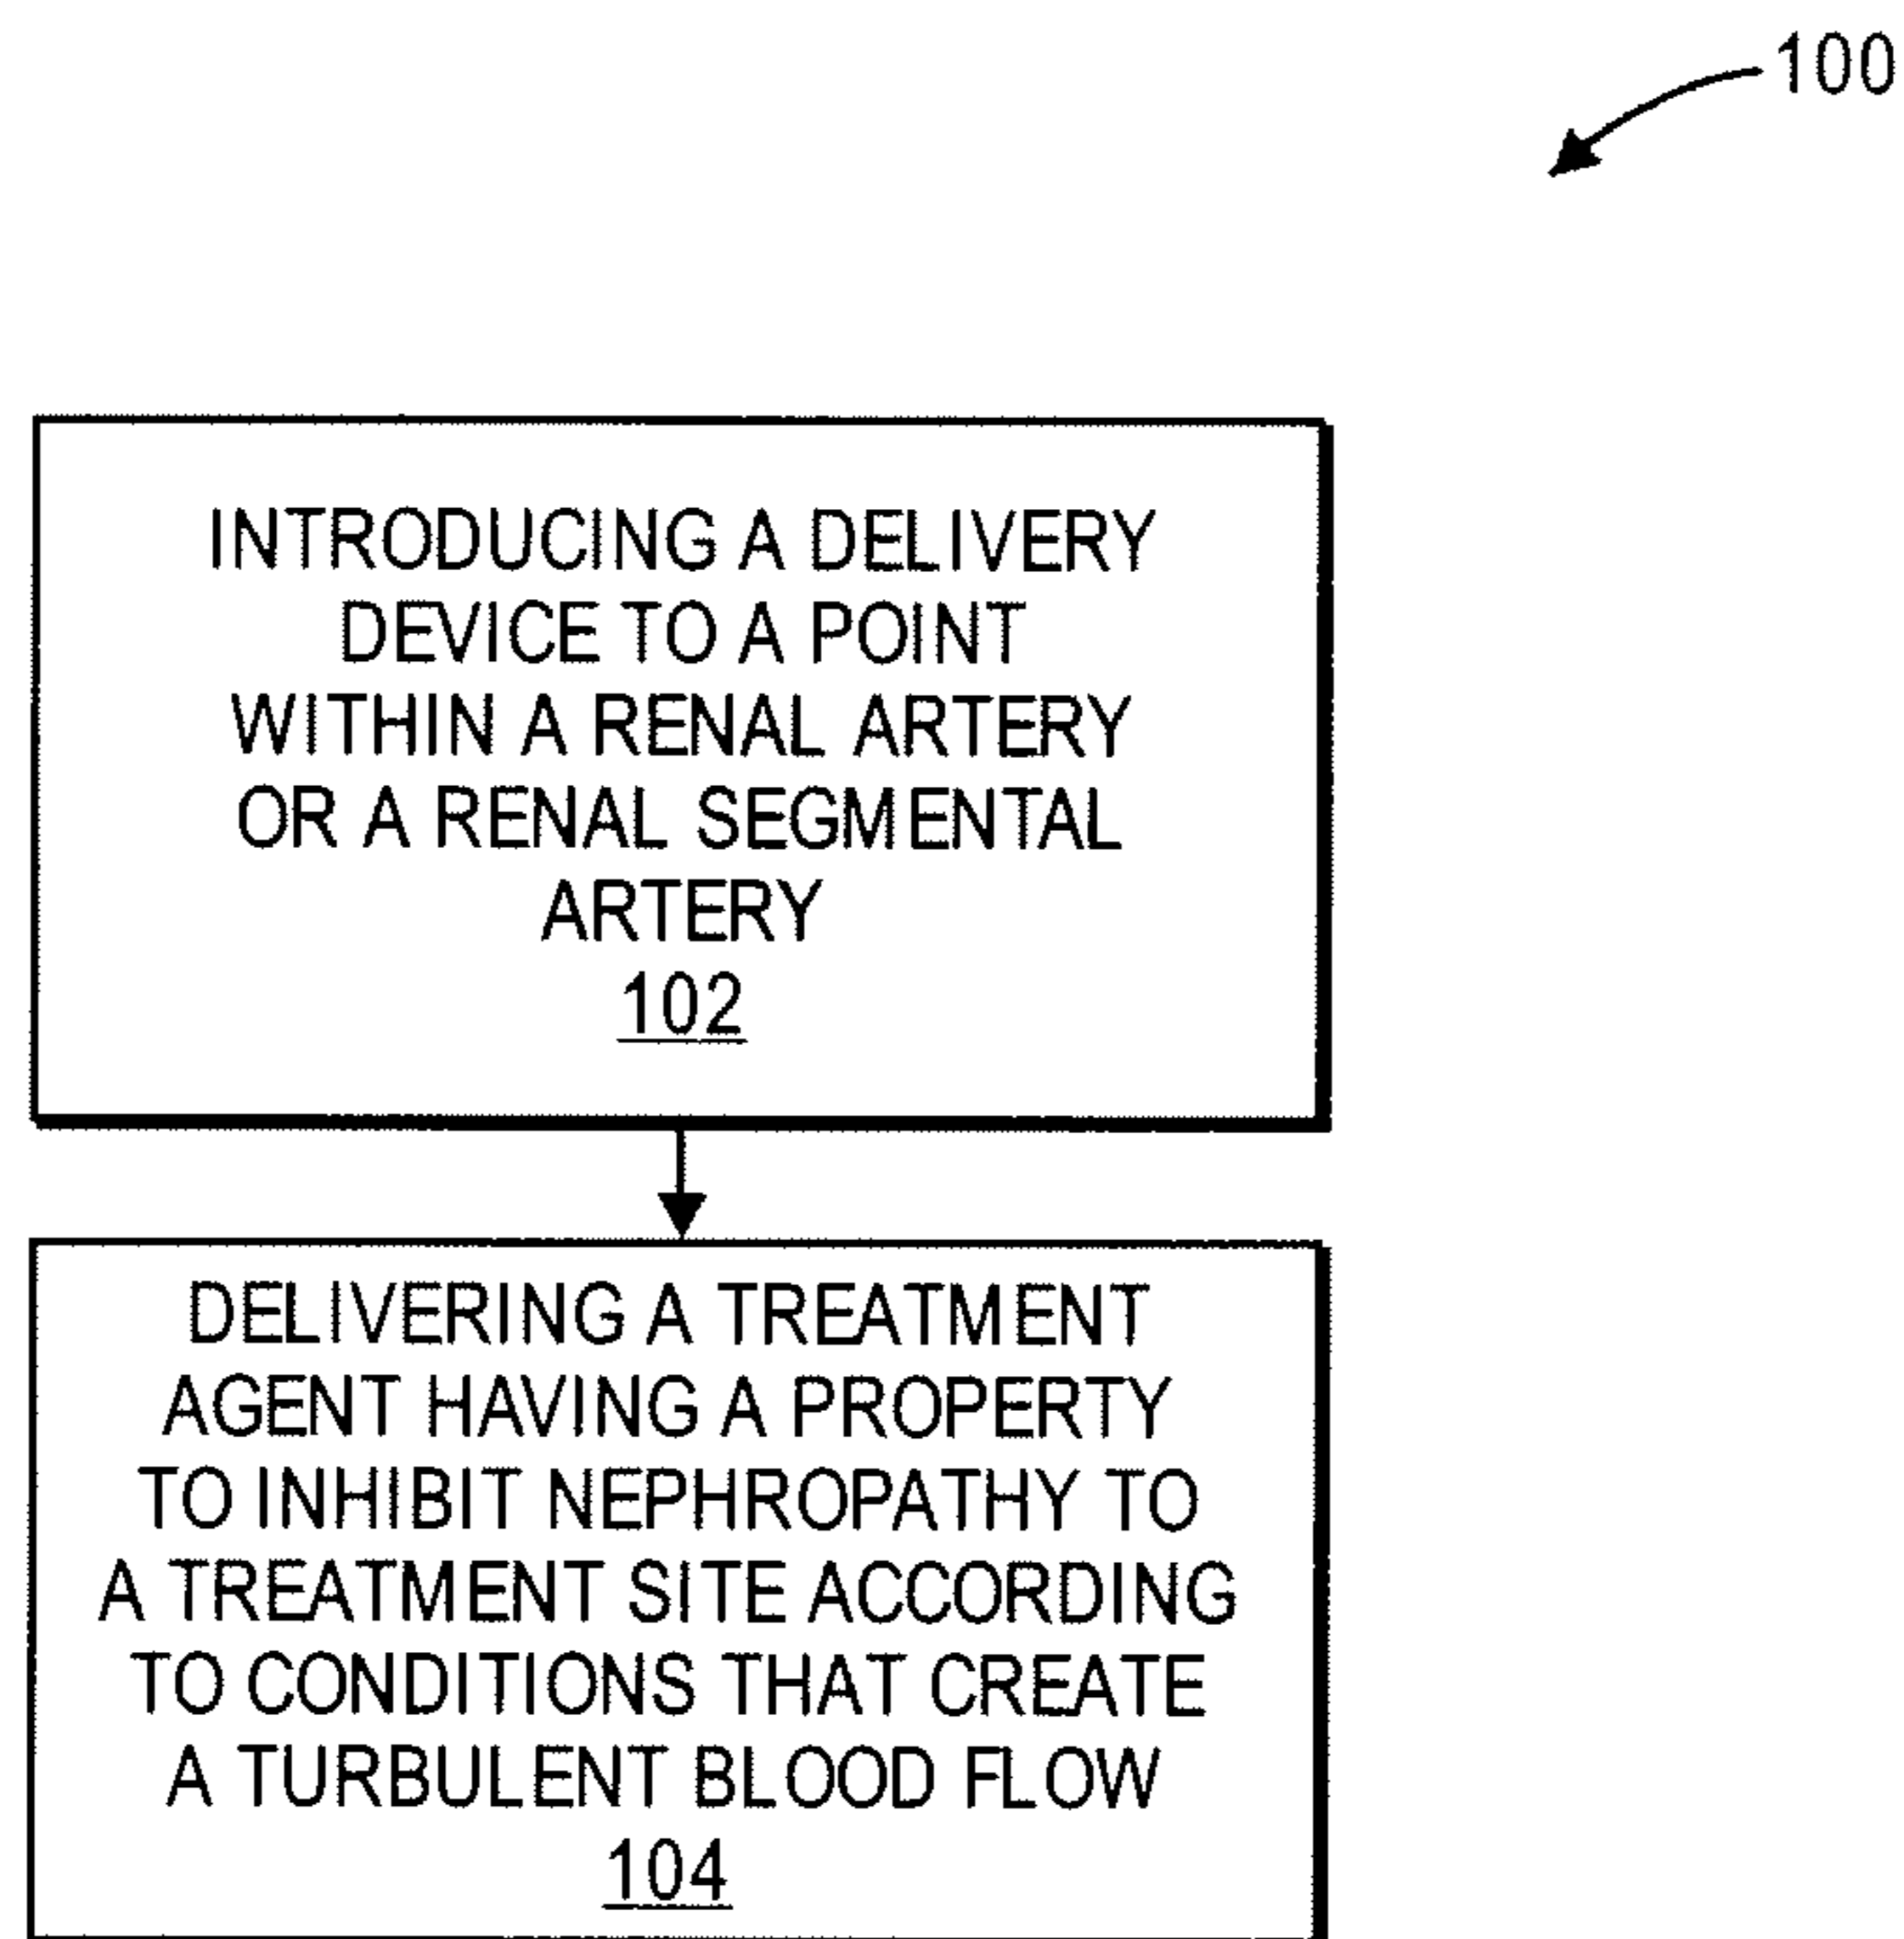 100
INTRODUCING A DELIVERY
DEVICE TO A POINT
WITHIN A RENAL ARTERY
OR A RENAL SEGMENTAL
ARTERY
102
DELIVERING A TREATMENT
AGENT HAVING A PROPERTY
TO INHIBIT NEPHROPATHY TO
A TREATMENT SITE ACCORDING
TO CONDITIONS THAT CREATE
A TURBULENT BLOOD FLOW
104